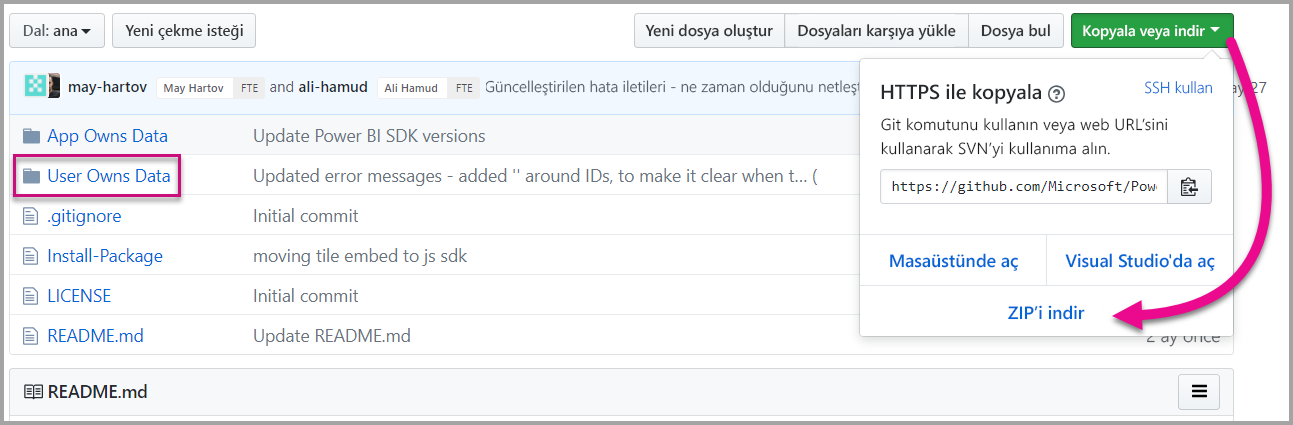 Dal: ana
Yeni çekme isteği
Yeni dosya oluştur
Dosyaları karşıya yükle
Dosya bul
Kopyala veya indir
may-hartov May Hartov FTE and ali-hamud Ali Hamud FTE Güncelleştirilen hata iletileri - ne zaman olduğunu netleşt
27
App Owns Data Update Power BI SDK versions
User Owns Data Updated error messages - added '' around IDs, to make it clear when t... (
.gitignore Initial commit
Install-Package moving tile embed to js sdk
LICENSE Initial commit
README.md Update README.md 2 ay önce
HTTPS ile kopyala ?
SSH kullan
Git komutunu kullanın veya web URL'sini
kullanarak SVN'yi kullanıma alın.
https://github.com/Microsoft/Powe
Masaüstünde aç
Visual Studio'da aç
ZIP'i indir
README.md